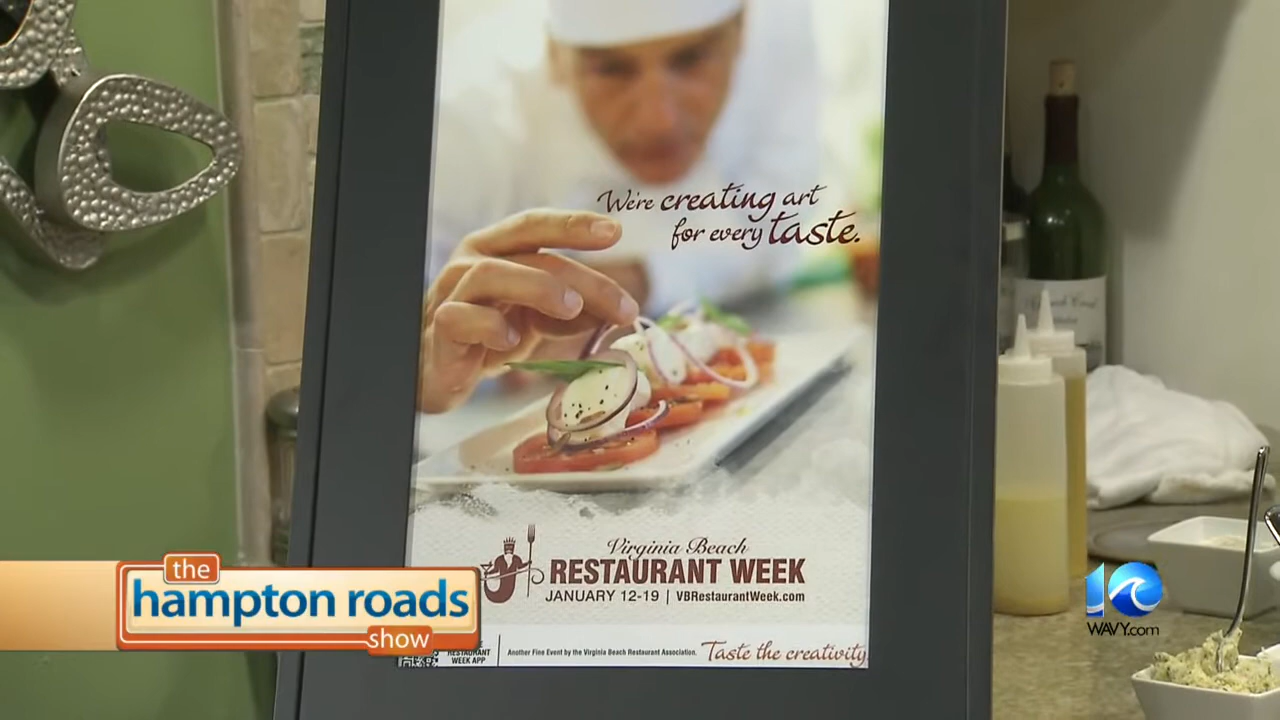 We're creating art
for every taste.
Virginia Beach
RESTAURANT WEEK
JANUARY 12-19 | VBRestaurantWeek.com
RESTAURANT
WEEK APP
Another Fine Event by the Virginia Beach Restaurant Association.
Taste the creativity
the
hampton roads
show
10
WAVY.com